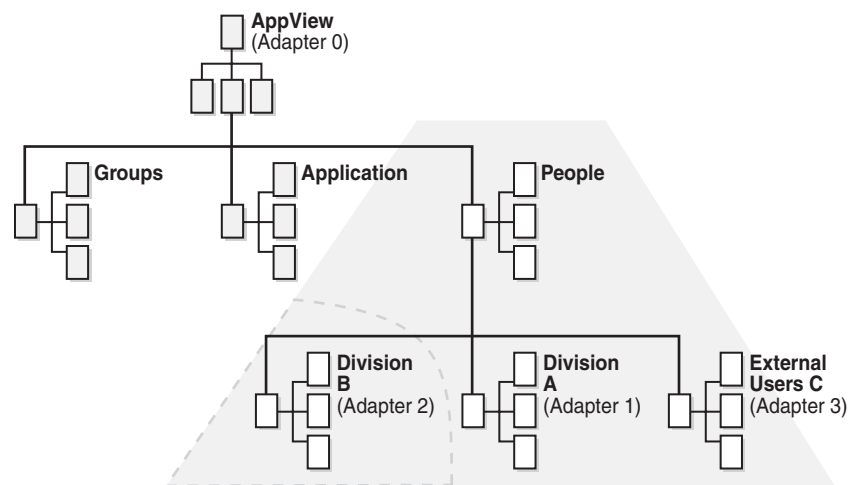 AppView
(Adapter 0)
Groups
Application
People
Division
B
(Adapter 2)
Division
A
(Adapter 1)
External
Users C
(Adapter 3)